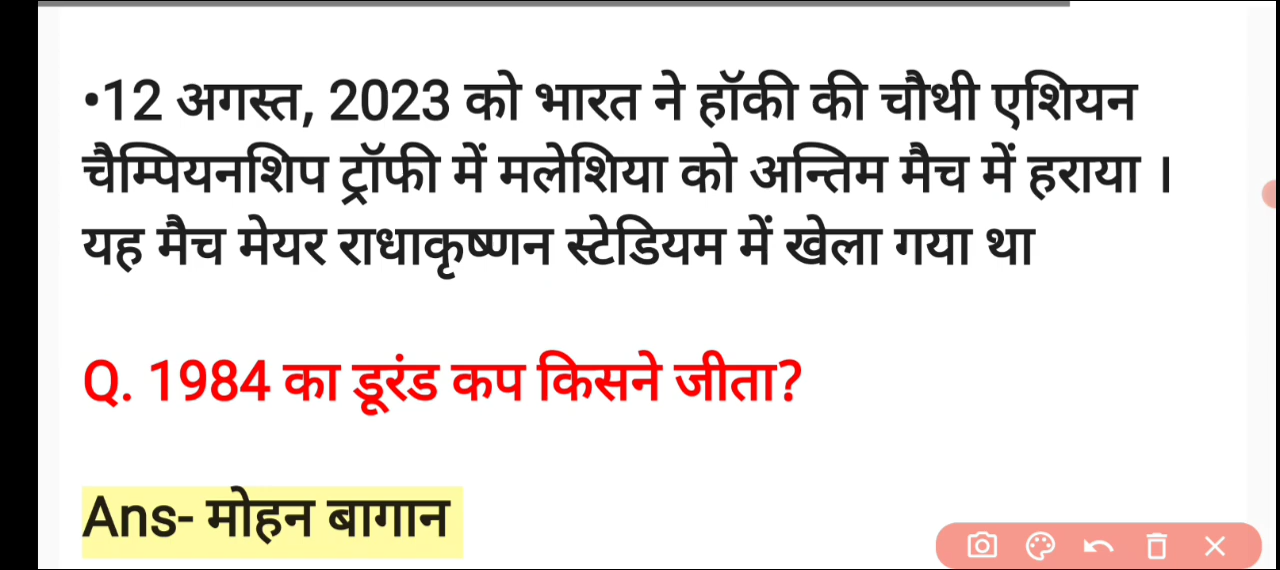 •12 अगस्त, 2023 को भारत ने हॉकी की चौथी एशियन
चैम्पियनशिप ट्रॉफी में मलेशिया को अन्तिम मैच में हराया ।
यह मैच मेयर राधाकृष्णन स्टेडियम में खेला गया था
Q. 1984 का डूरंड कप किसने जीता?
Ans- मोहन बागान